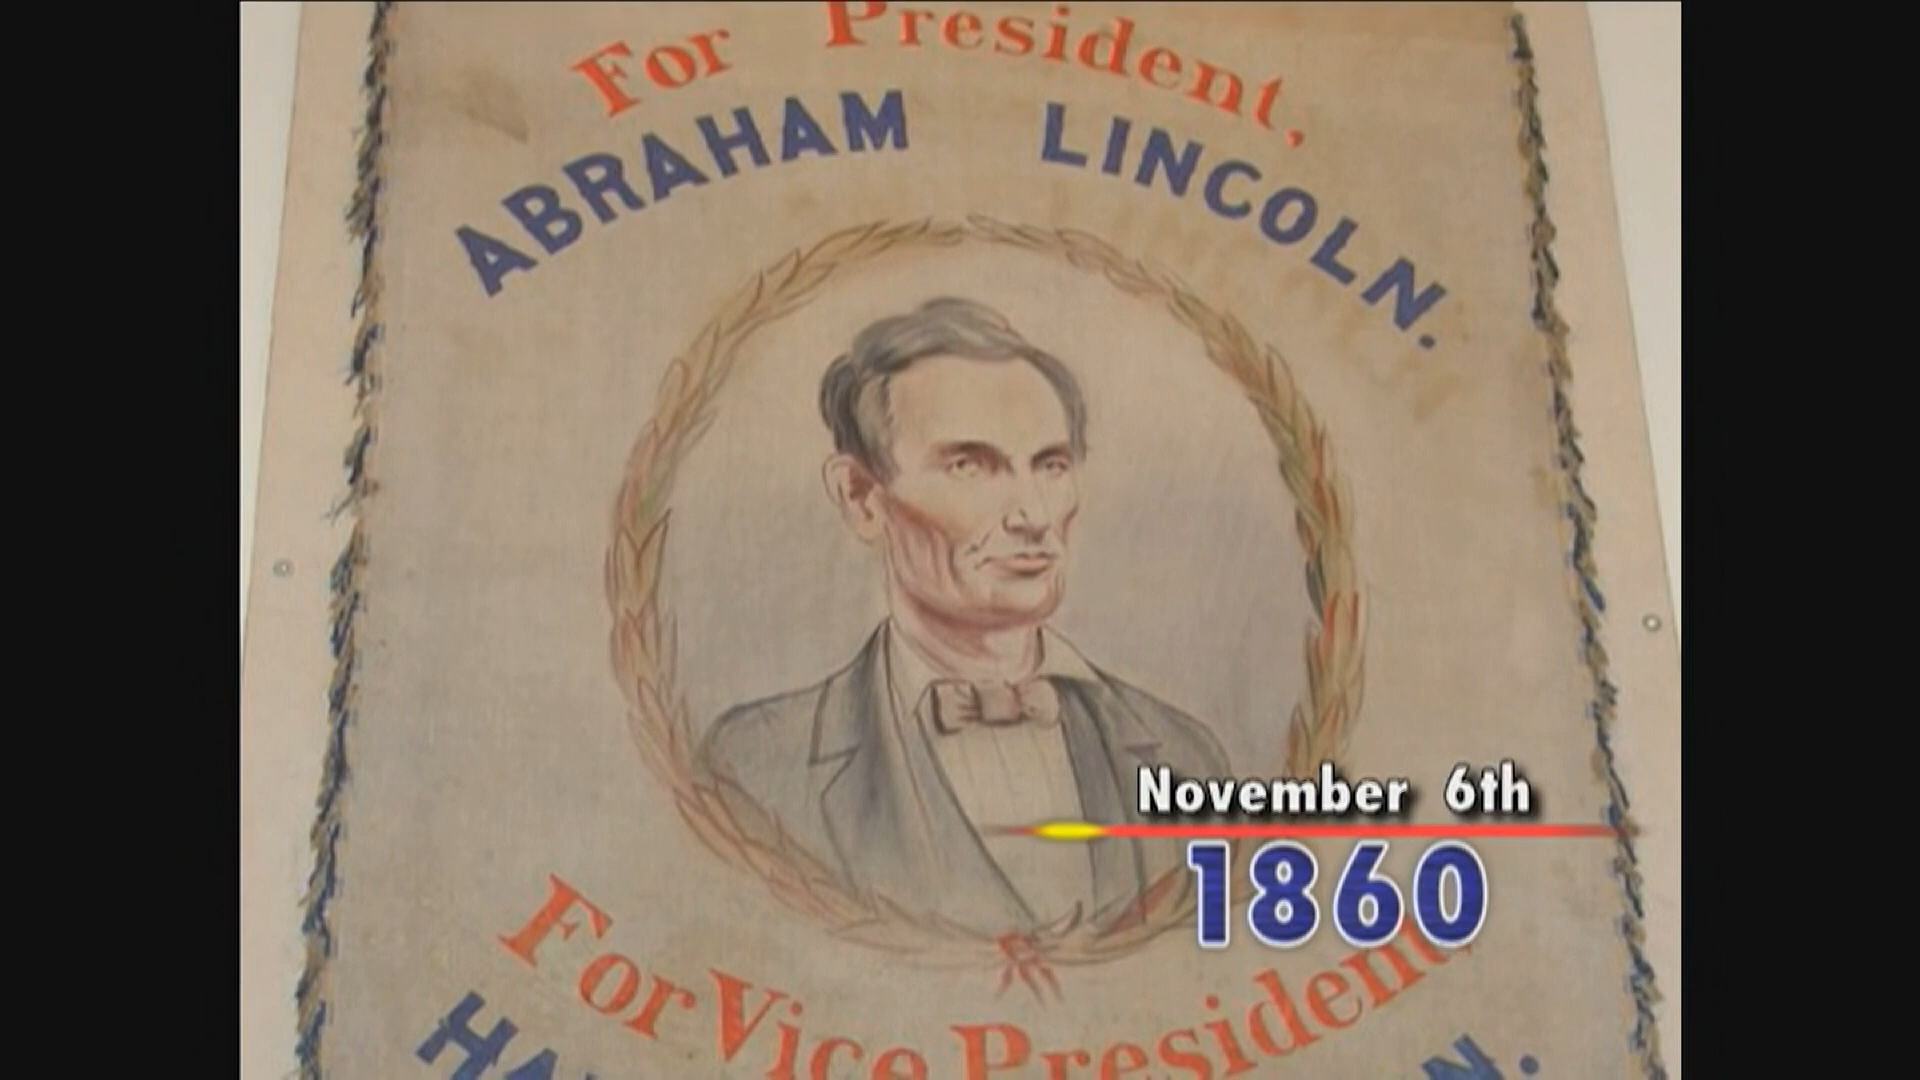 For President,
ABRAHAM LINCOLN.
November 6th
1860
For Vice President,